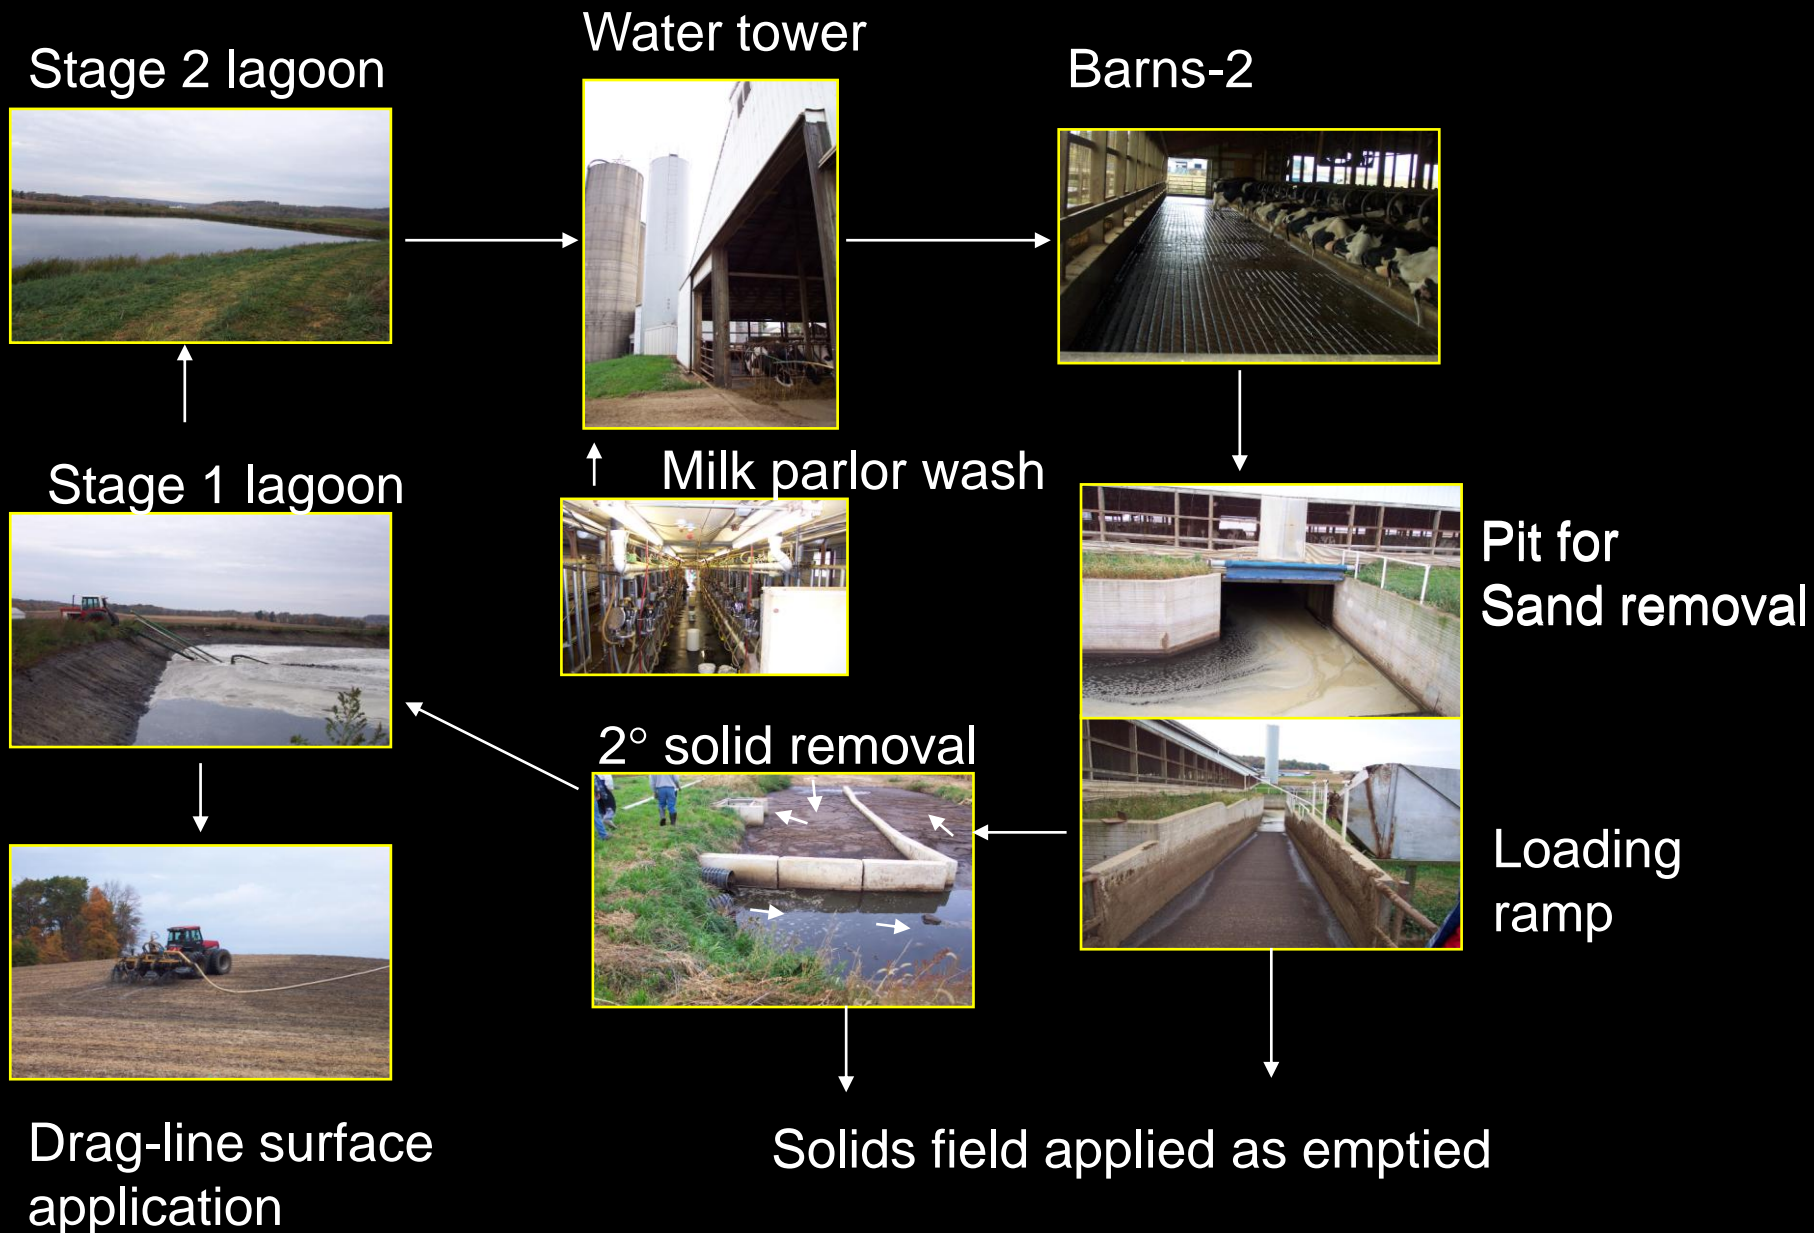 Water tower
Stage 2 lagoon
Barns-2
Stage 1 lagoon
Milk parlor wash
Pit for
Sand removal
2° solid removal
Loading
ramp
Drag-line surface
application
Solids field applied as emptied